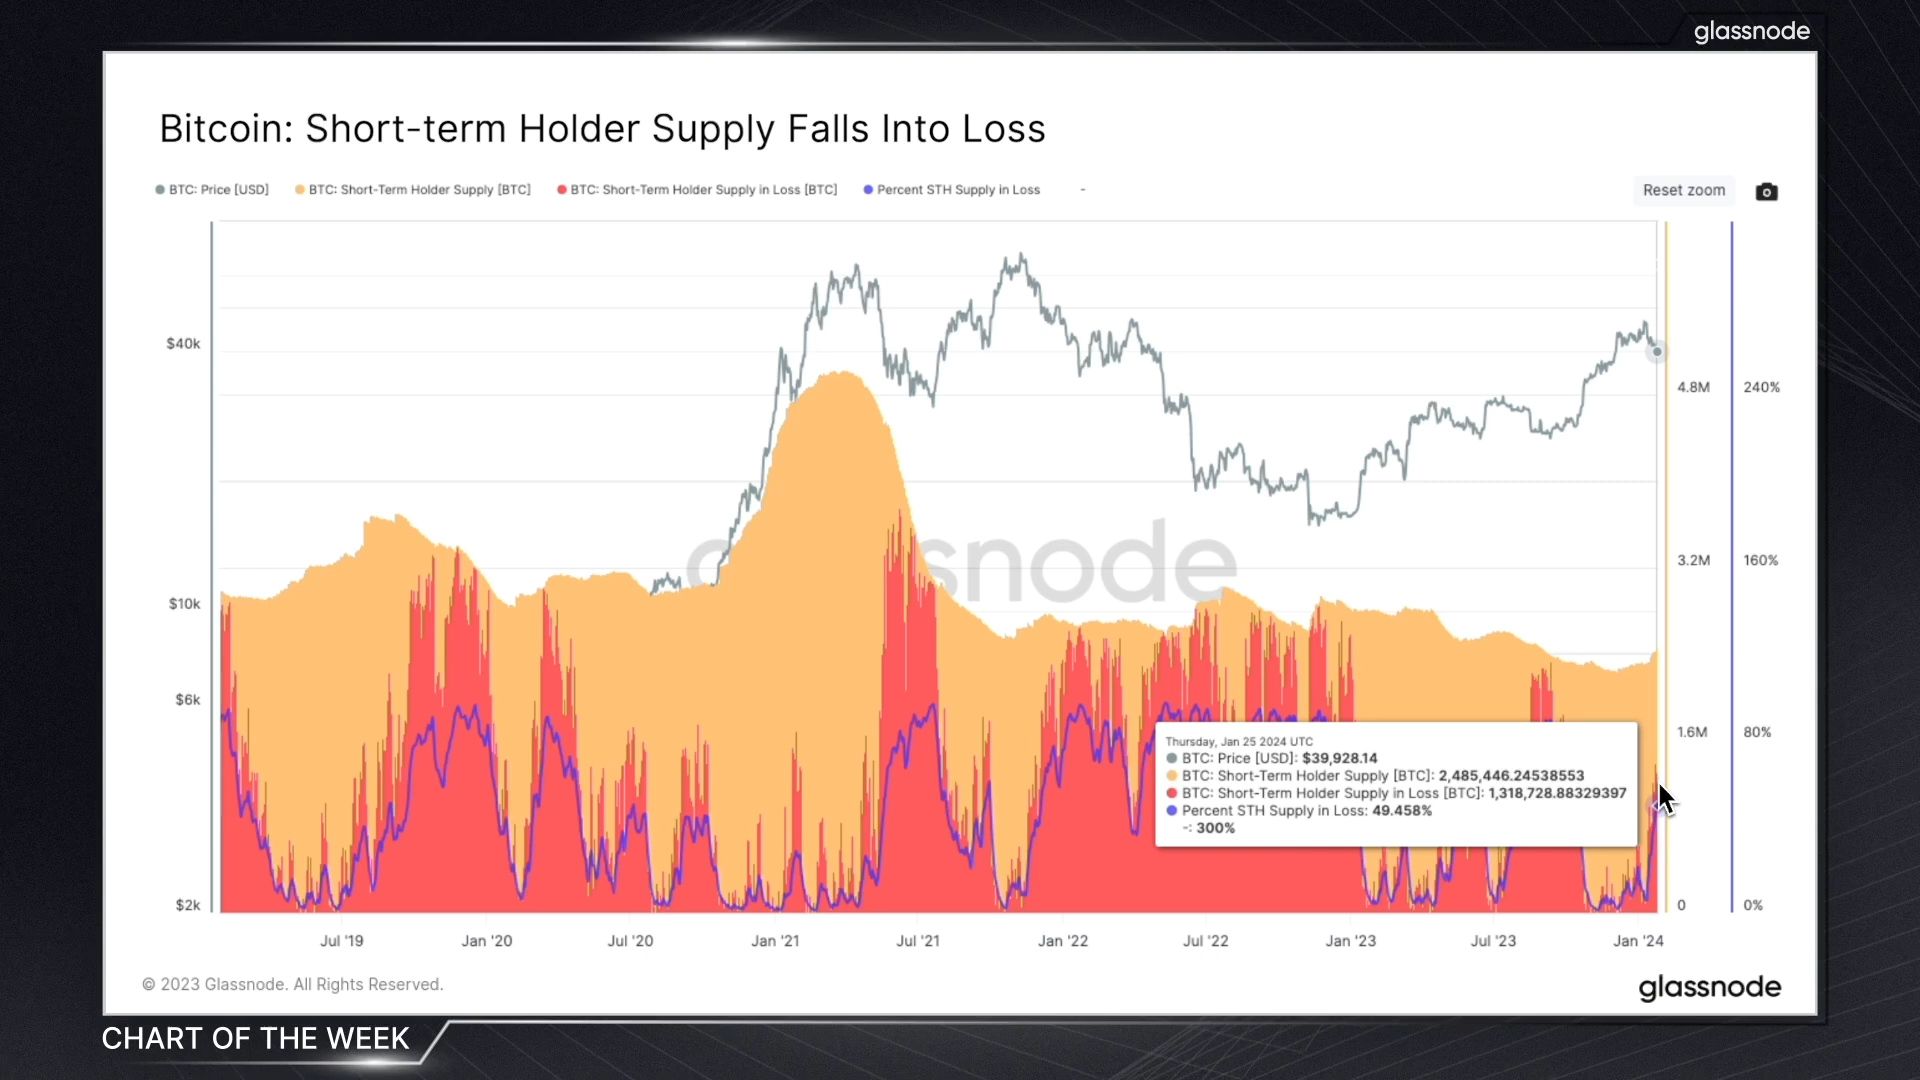 glassnode
Bitcoin: Short-term Holder Supply Falls Into Loss
BTC: Price [USD] BTC: Short-Term Holder Supply [BTC] BTC: Short-Term Holder Supply in Loss [BTC] Percent STH Supply in Loss -
Reset zoom
$40k
$10k
$6k
$2k
4.8M 240%
3.2M 160%
1.6M 80%
0 0%
glassnode
Thursday, Jan 25 2024 UTC
BTC: Price [USD]: $39,928.14
BTC: Short-Term Holder Supply [BTC]: 2,485,446.24538553
BTC: Short-Term Holder Supply in Loss [BTC]: 1,318,728.88329397
Percent STH Supply in Loss: 49.458%
-: 300%
Jul '19 Jan '20 Jul '20 Jan '21 Jul '21 Jan '22 Jul '22 Jan '23 Jul '23 Jan '24
© 2023 Glassnode. All Rights Reserved.
glassnode
CHART OF THE WEEK